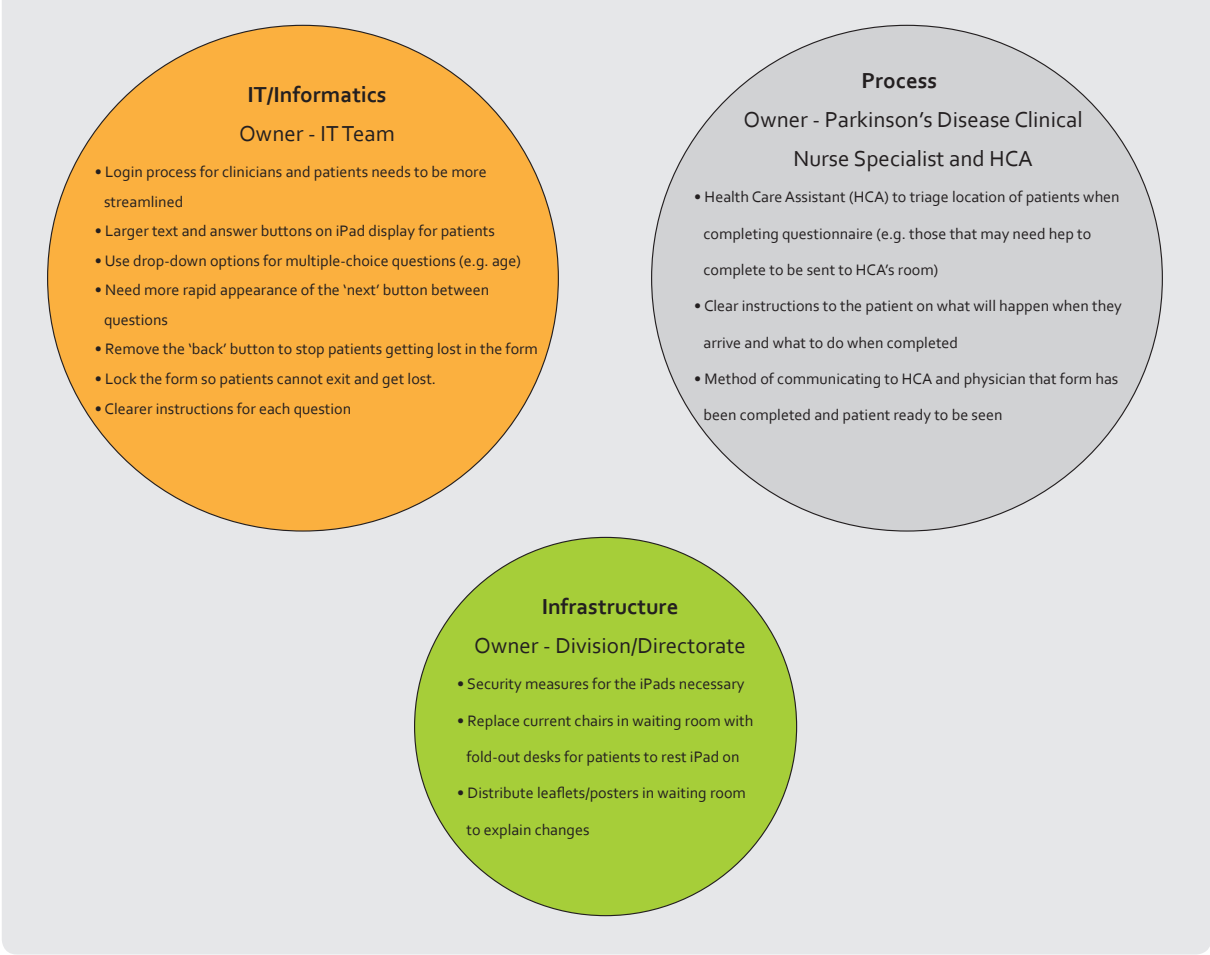 IT/Informatics
Owner - IT Team
• Login process for clinicians and patients needs to be more
streamlined
• Larger text and answer buttons on iPad display for patients
• Use drop-down options for multiple-choice questions (e.g. age)
• Need more rapid appearance of the ‘next’ button between
questions
• Remove the ‘back’ button to stop patients getting lost in the form
• Lock the form so patients cannot exit and get lost.
• Clearer instructions for each question
Process
Owner - Parkinson’s Disease Clinical
Nurse Specialist and HCA
• Health Care Assistant (HCA) to triage location of patients when
completing questionnaire (e.g. those that may need hep to
complete to be sent to HCA’s room)
• Clear instructions to the patient on what will happen when they
arrive and what to do when completed
• Method of communicating to HCA and physician that form has
been completed and patient ready to be seen
Infrastructure
Owner - Division/Directorate
• Security measures for the iPads necessary
• Replace current chairs in waiting room with
fold-out desks for patients to rest iPad on
• Distribute leaflets/posters in waiting room
to explain changes